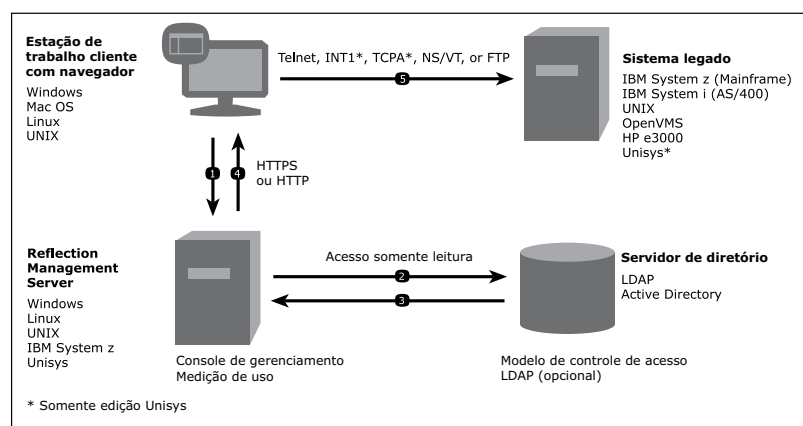 Estação de
trabalho cliente
com navegador
Windows
Mac OS
Linux
UNIX
Telnet, INT1*, TCPA*, NS/VT, or FTP
5
Sistema legado
IBM System z (Mainframe)
IBM System i (AS/400)
UNIX
OpenVMS
HP e3000
Unisys*
1
4
HTTPS
ou HTTP
Reflection
Management
Server
Windows
Linux
UNIX
IBM System z
Unisys
Acesso somente leitura
2
3
Servidor de diretório
LDAP
Active Directory
Console de gerenciamento
Medição de uso
Modelo de controle de acesso
LDAP (opcional)
* Somente edição Unisys